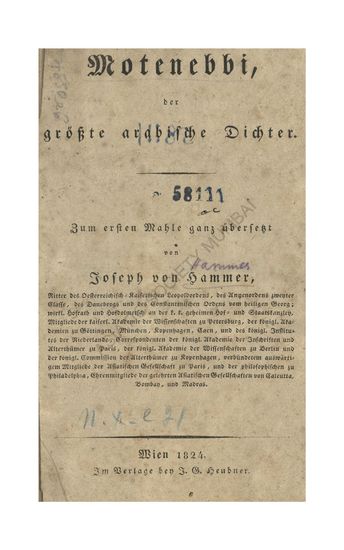 Motenebbi,
der
größte arabische Dichter.
58111
ac
Zum ersten Mahle ganz übersetzt
von
Hammer
Joseph von Hammer,
Ritter des Oesterreichisch-Kaiserlichen Leopoldordens, des Annenordens zweyter
Classe, des Danebrogs und des Constantinischen Ordens vom heiligen Georg;
wirkl. Hofrath und Hofdolmetsch an der k. k. geheimen Hof- und Staatskanzley,
Mitgliede der kaiserl. Akademie der Wissenschaften zu Petersburg, der königl. Aka-
demien zu Göttingen, München, Kopenhagen, Caen, und des königl. Institu-
tes der Niederlande; Correspondenten der königl. Akademie der Inschriften und
Alterthümer zu Paris, der königl. Akademie der Wissenschaften zu Berlin und
der königl. Commission der Alterthümer zu Kopenhagen, verbündetem auswärti-
gem Mitgliede der Asiatischen Gesellschaft zu Paris, und der philosophischen zu
Philadelphia, Ehrenmitgliede der gelehrten Asiatischen Gesellschaften von Calcutta,
Bombay, und Madras.
Wien 1824.
Im Verlage bey J. G. Heubner.